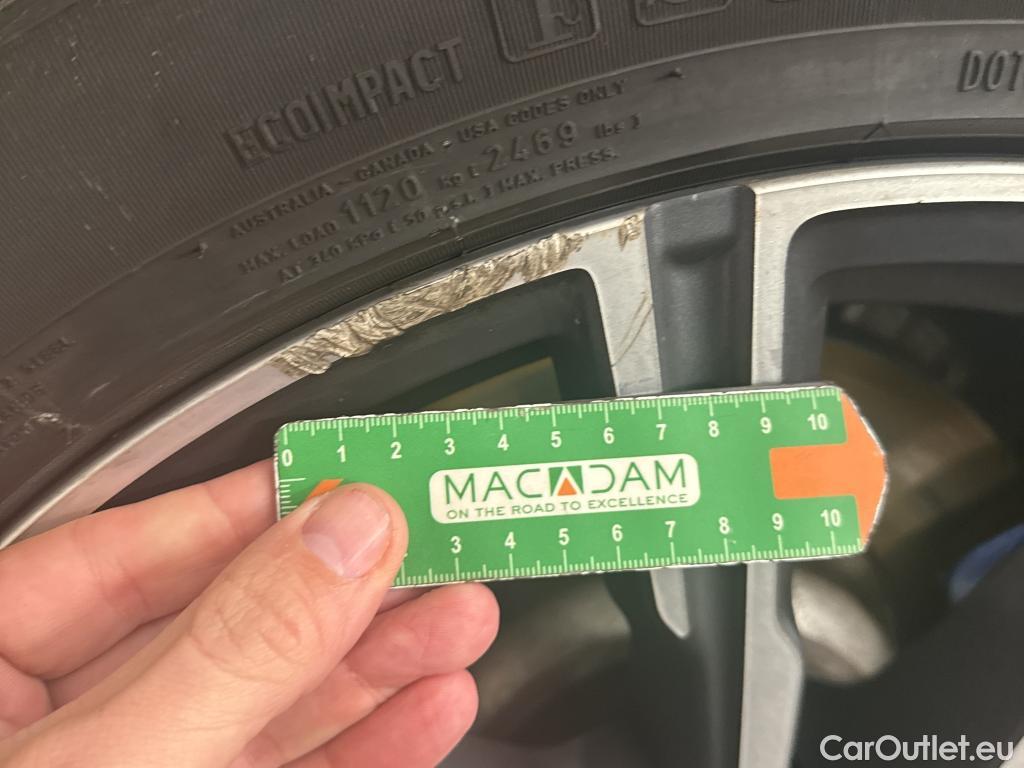 ECOIMPACT
DOT
AUSTRALIA - CANADA - USA CODES ONLY
MAX. LOAD 1120 kg [ 2469 lbs ]
AT 340 kPa [ 50 p.s.i. ] MAX. PRESS.
0 1 2 3 4 5 6 7 8 9 10
MACADAM
ON THE ROAD TO EXCELLENCE
3 4 5 6 7 8 9 10
CarOutlet.eu